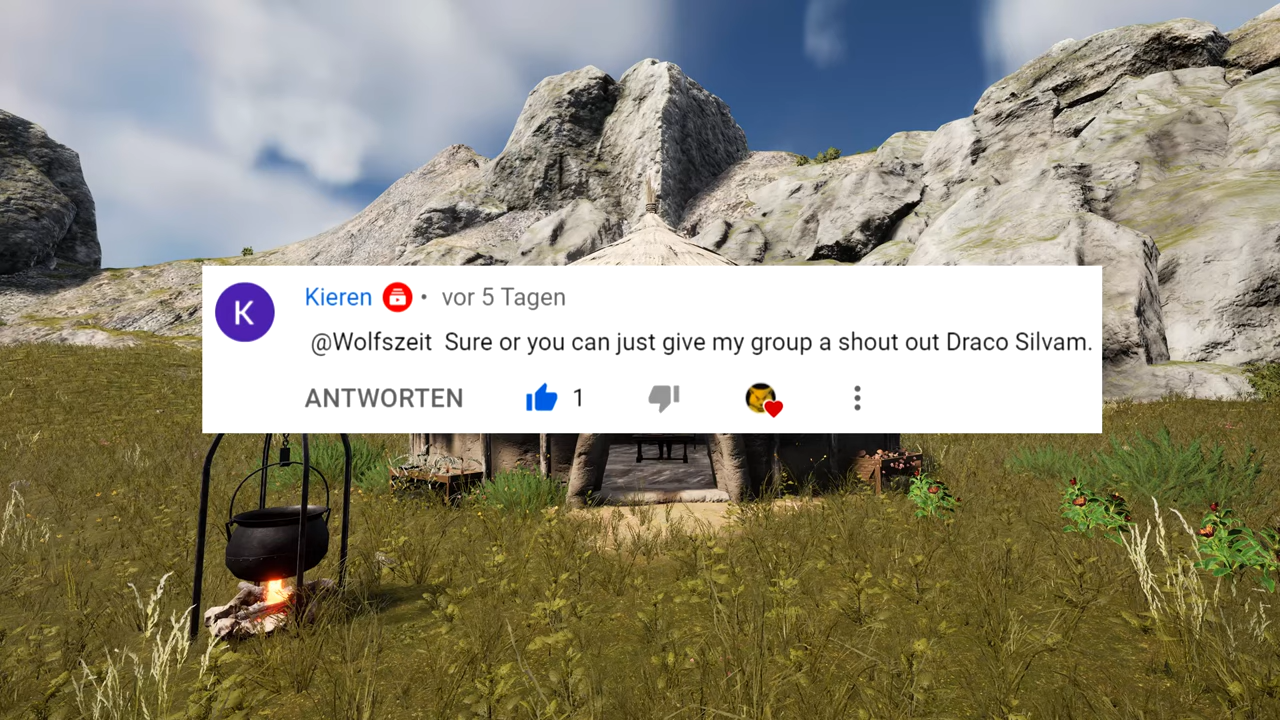 K
Kieren • vor 5 Tagen
@Wolfszeit Sure or you can just give my group a shout out Draco Silvam.
ANTWORTEN 1